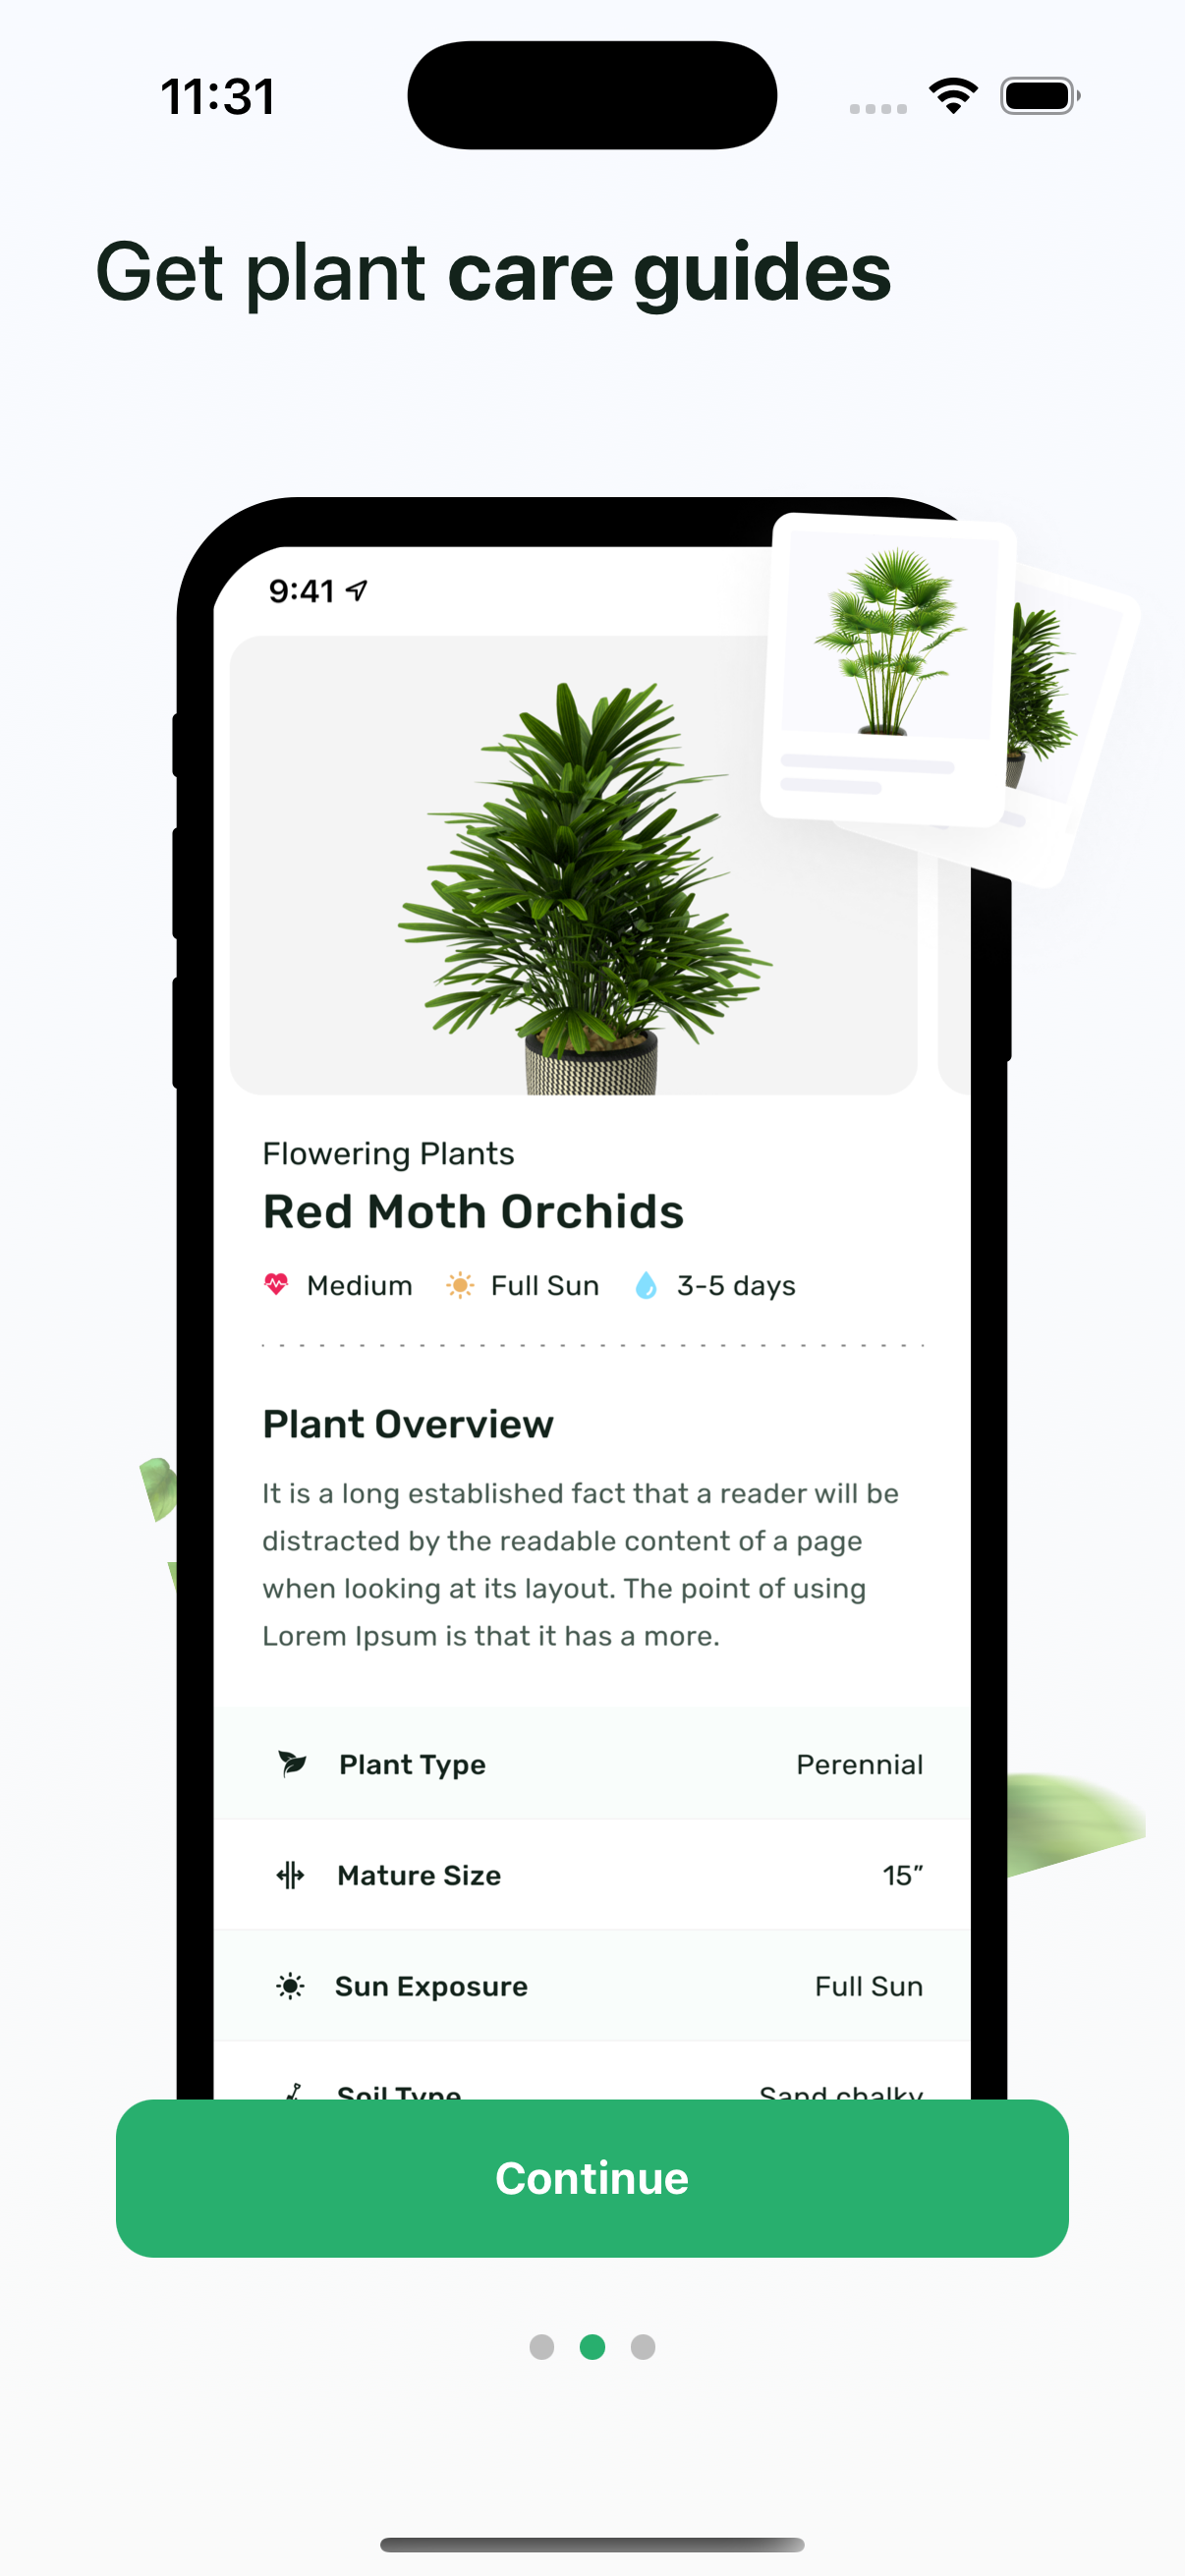 11:31
Get plant care guides
9:41
Flowering Plants
Red Moth Orchids
Medium Full Sun 3-5 days
Plant Overview
It is a long established fact that a reader will be
distracted by the readable content of a page
when looking at its layout. The point of using
Lorem Ipsum is that it has a more.
Plant Type Perennial
Mature Size 15”
Sun Exposure Full Sun
Soil Type Sand chalky
Continue